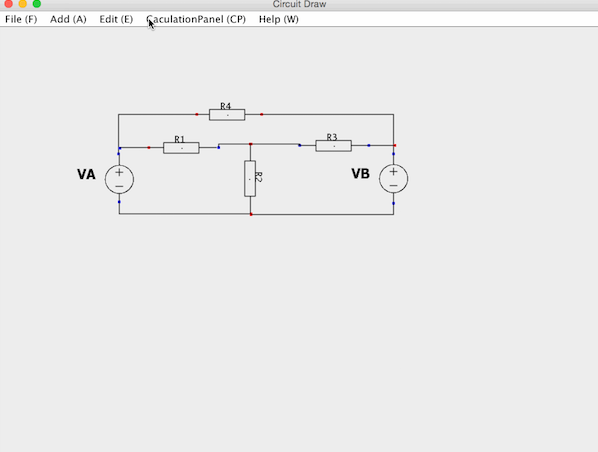 Circuit Draw
File (F) Add (A) Edit (E) CaculationPanel (CP) Help (W)
R4
R1
R3
VA
R2
VB